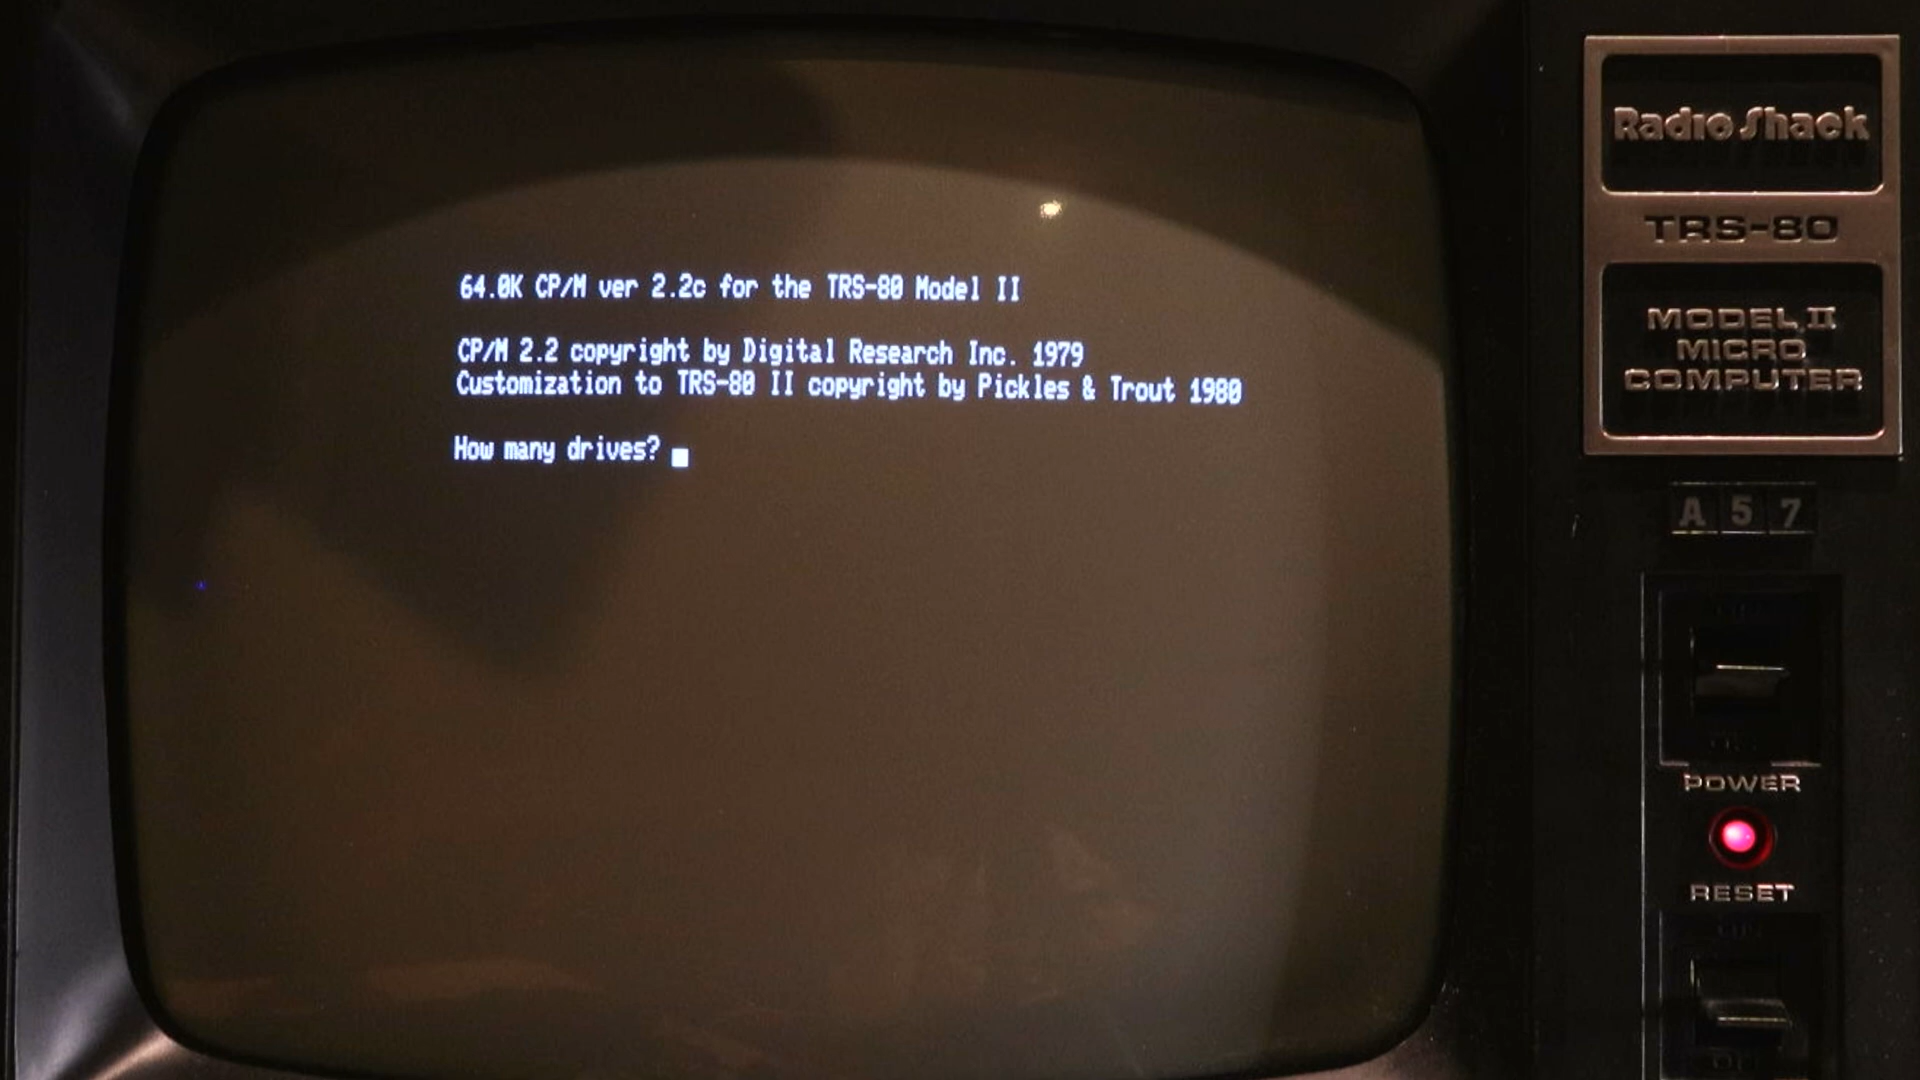 64.0K CP/M ver 2.2c for the TRS-80 Model II
CP/M 2.2 copyright by Digital Research Inc. 1979
Customization to TRS-80 II copyright by Pickles & Trout 1980
How many drives?
Radio Shack
TRS-80
MODEL II
MICRO
COMPUTER
A 5 7
POWER
RESET